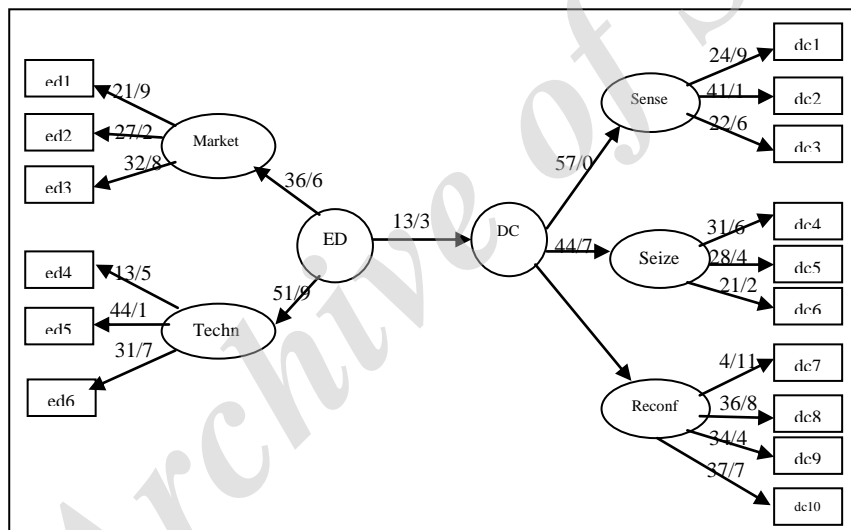 ed1
ed2
ed3
ed4
ed5
ed6
21/9
27/2
32/8
Market
36/6
13/5
44/1
31/7
Techn
51/9
ED
13/3
DC
57/0
44/7
Sense
24/9
41/1
22/6
dc1
dc2
dc3
Seize
31/6
28/4
21/2
dc4
dc5
dc6
Reconf
4/11
36/8
34/4
37/7
dc7
dc8
dc9
dc10
Archive of S